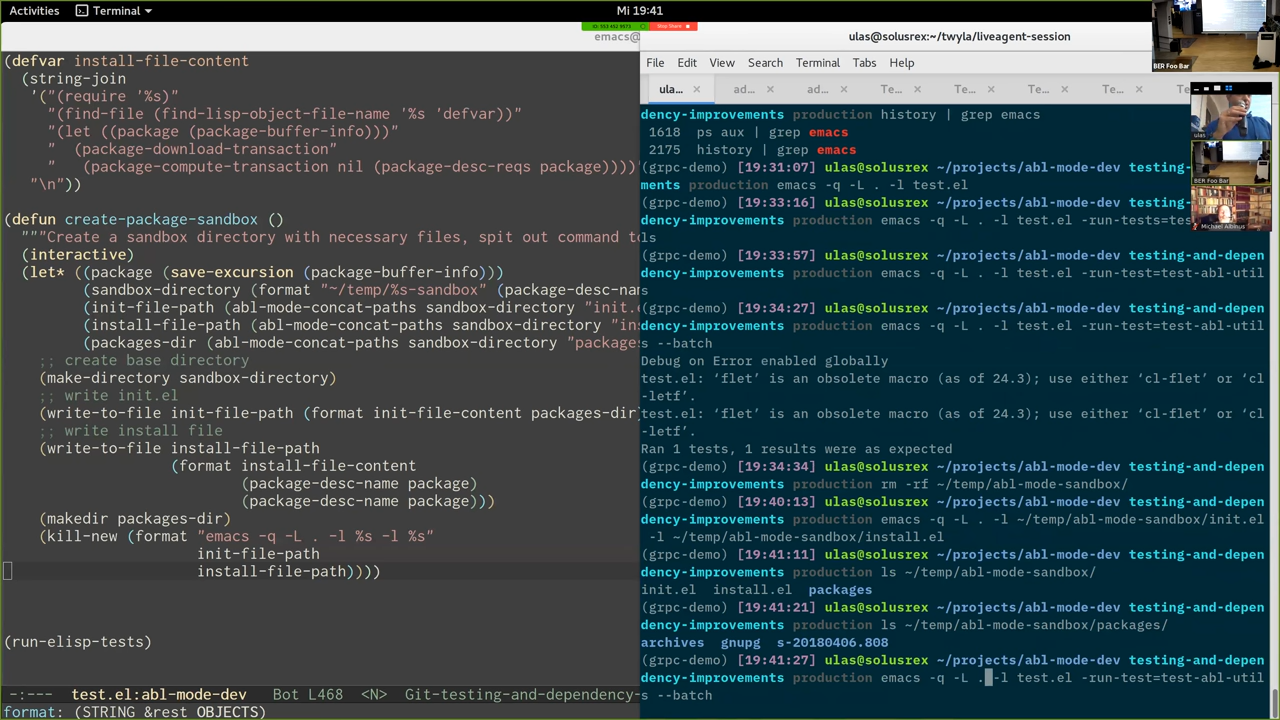 Activities Terminal Mi 19:41
ID: 553 492 9973 Stop Share
emacs@
(defvar install-file-content
(string-join
'("(require '%s)"
"(find-file (find-lisp-object-file-name '%s 'defvar))"
"(let ((package (package-buffer-info)))"
" (package-download-transaction"
" (package-compute-transaction nil (package-desc-reqs package))))"
"\n"))
(defun create-package-sandbox ()
"""Create a sandbox directory with necessary files, spit out command to
(interactive)
(let* ((package (save-excursion (package-buffer-info)))
(sandbox-directory (format "~/temp/%s-sandbox" (package-desc-nam
(init-file-path (abl-mode-concat-paths sandbox-directory "init.e
(install-file-path (abl-mode-concat-paths sandbox-directory "ins
(packages-dir (abl-mode-concat-paths sandbox-directory "packages
;; create base directory
(make-directory sandbox-directory)
;; write init.el
(write-to-file init-file-path (format init-file-content packages-dir)
;; write install file
(write-to-file install-file-path
(format install-file-content
(package-desc-name package)
(package-desc-name package)))
(makedir packages-dir)
(kill-new (format "emacs -q -L . -l %s -l %s"
init-file-path
install-file-path))))
(run-elisp-tests)
-:--- test.el:abl-mode-dev Bot L468 <N> Git-testing-and-dependency-
format: (STRING &rest OBJECTS)
ulas@solusrex:~/twyla/liveagent-session
File Edit View Search Terminal Tabs Help
ula... × ad... × ad... × Te... × Te... × Te... × Te... × Te
dency-improvements production history | grep emacs
1618 ps aux | grep emacs
2175 history | grep emacs
(grpc-demo) [19:31:07] ulas@solusrex ~/projects/abl-mode-dev testing-
ments production emacs -q -L . -l test.el
(grpc-demo) [19:33:16] ulas@solusrex ~/projects/abl-mode-dev testing-
dency-improvements production emacs -q -L . -l test.el -run-tests=tes
ls
(grpc-demo) [19:33:57] ulas@solusrex ~/projects/abl-mode-dev testing-and-depen
dency-improvements production emacs -q -L . -l test.el -run-test=test-abl-util
s
(grpc-demo) [19:34:27] ulas@solusrex ~/projects/abl-mode-dev testing-and-depen
dency-improvements production emacs -q -L . -l test.el -run-test=test-abl-util
s --batch
Debug on Error enabled globally
test.el: ‘flet’ is an obsolete macro (as of 24.3); use either ‘cl-flet’ or ‘cl
-letf’.
test.el: ‘flet’ is an obsolete macro (as of 24.3); use either ‘cl-flet’ or ‘cl
-letf’.
Ran 1 tests, 1 results were as expected
(grpc-demo) [19:34:34] ulas@solusrex ~/projects/abl-mode-dev testing-and-depen
dency-improvements production rm -rf ~/temp/abl-mode-sandbox/
(grpc-demo) [19:40:13] ulas@solusrex ~/projects/abl-mode-dev testing-and-depen
dency-improvements production emacs -q -L . -l ~/temp/abl-mode-sandbox/init.el
-l ~/temp/abl-mode-sandbox/install.el
(grpc-demo) [19:41:11] ulas@solusrex ~/projects/abl-mode-dev testing-and-depen
dency-improvements production ls ~/temp/abl-mode-sandbox/
init.el install.el packages
(grpc-demo) [19:41:21] ulas@solusrex ~/projects/abl-mode-dev testing-and-depen
dency-improvements production ls ~/temp/abl-mode-sandbox/packages/
archives gnupg s-20180406.808
(grpc-demo) [19:41:27] ulas@solusrex ~/projects/abl-mode-dev testing-and-depen
dency-improvements production emacs -q -L . -l test.el -run-test=test-abl-util
s --batch
BER Foo Bar
ulas
BER Foo Bar
Michael Albinus